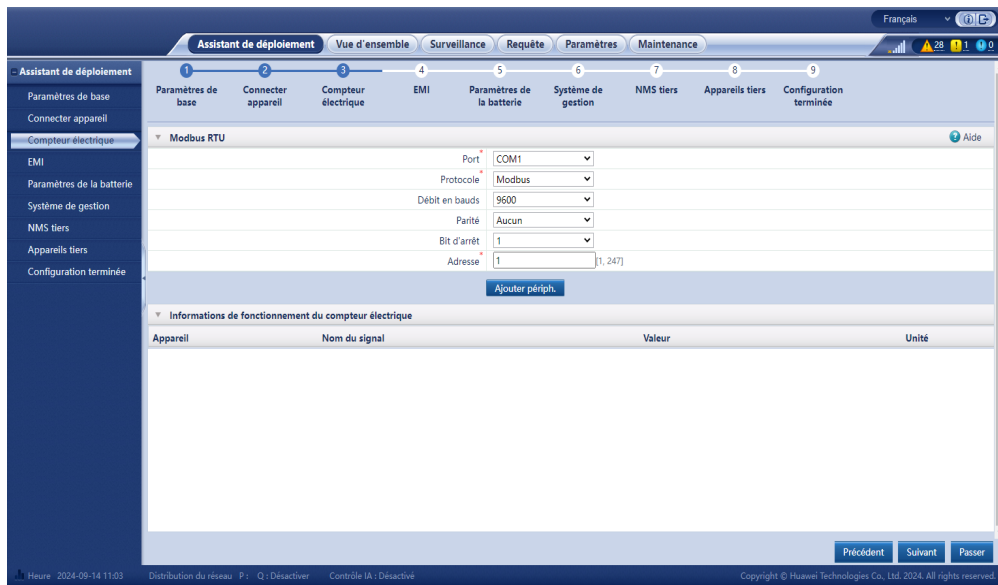 Français
Assistant de déploiement Vue d'ensemble Surveillance Requête Paramètres Maintenance
28 1 0
Assistant de déploiement
Paramètres de base
Connecter appareil
Compteur électrique
EMI
Paramètres de la batterie
Système de gestion
NMS tiers
Appareils tiers
Configuration terminée
1 2 3 4 5 6 7 8 9
Paramètres de base
Connecter appareil
Compteur électrique
EMI
Paramètres de la batterie
Système de gestion
NMS tiers
Appareils tiers
Configuration terminée
Modbus RTU
Aide
Port * COM1
Protocole * Modbus
Débit en bauds 9600
Parité Aucun
Bit d'arrêt 1
Adresse * 1 [1, 247]
Ajouter périph.
Informations de fonctionnement du compteur électrique
Appareil Nom du signal Valeur Unité
Précédent Suivant Passer
Heure 2024-09-14 11:03 Distribution du réseau P : Q : Désactiver Contrôle IA : Désactivé Copyright © Huawei Technologies Co., Ltd. 2024. All rights reserved.